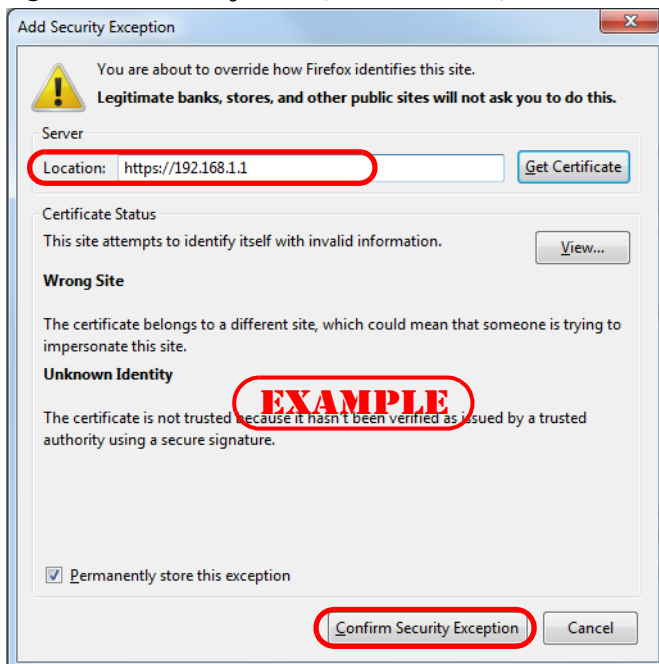 Add Security Exception
You are about to override how Firefox identifies this site.
Legitimate banks, stores, and other public sites will not ask you to do this.
Server
Location: https://192.168.1.1 Get Certificate
Certificate Status
This site attempts to identify itself with invalid information. View...
Wrong Site
The certificate belongs to a different site, which could mean that someone is trying to
impersonate this site.
Unknown Identity
EXAMPLE
The certificate is not trusted because it hasn't been verified as issued by a trusted
authority using a secure signature.
Permanently store this exception
Confirm Security Exception Cancel